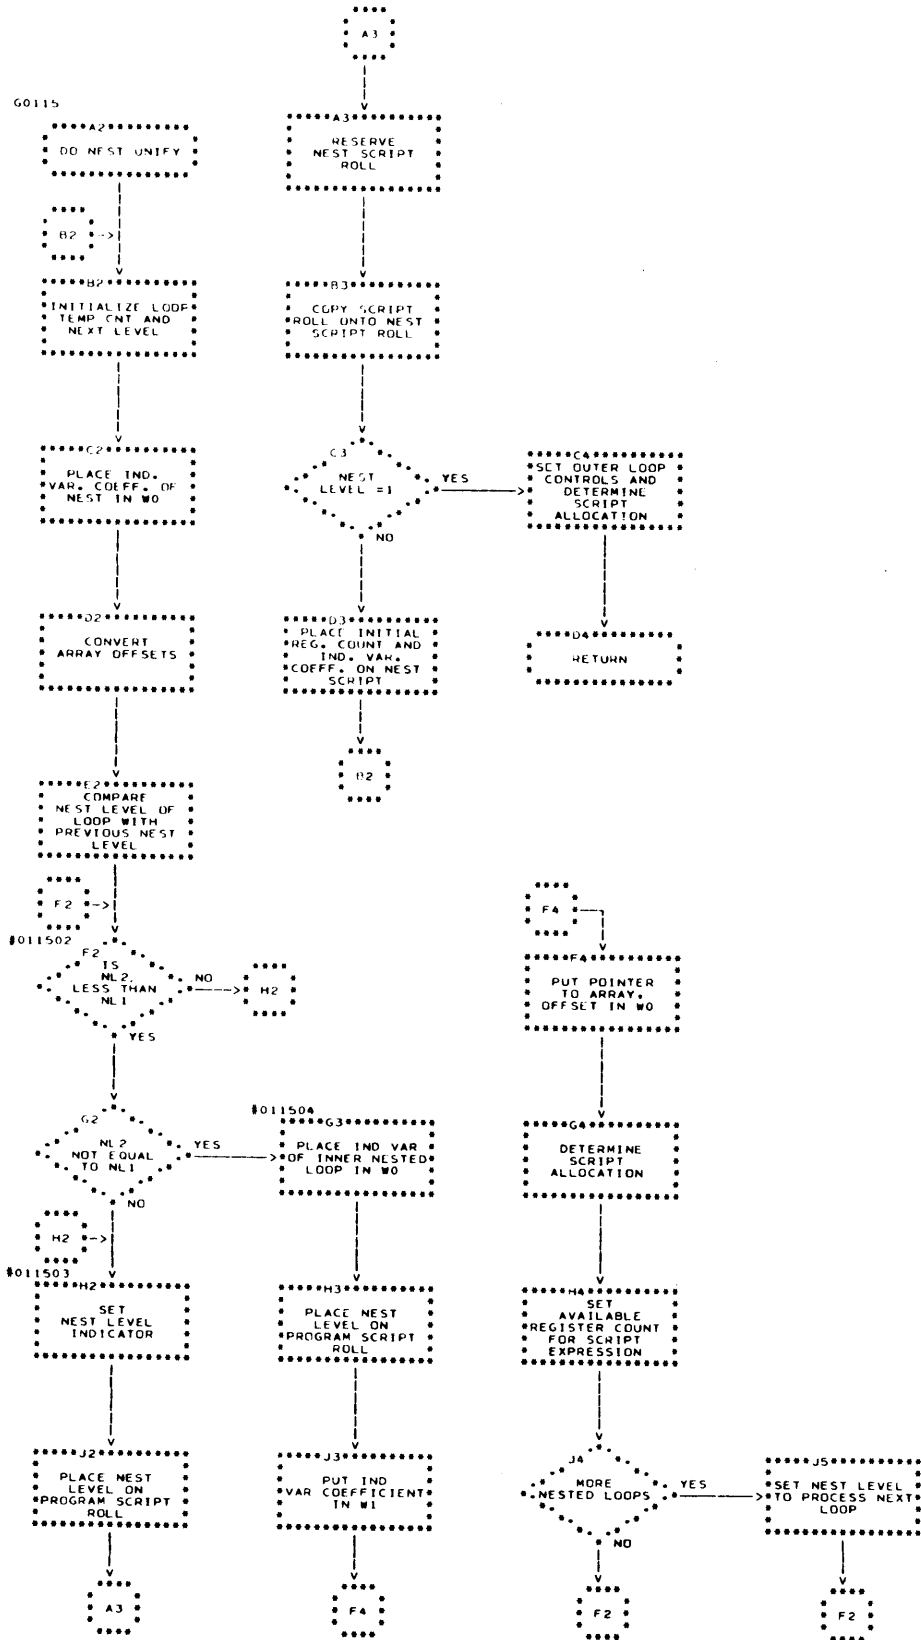 G0115
A2
DO NEST UNIFY
B2
B2
INITIALIZE LOOP
TEMP CNT AND
NEXT LEVEL
C2
PLACE IND.
VAR. COEFF. OF
NEST IN W0
D2
CONVERT
ARRAY OFFSETS
E2
COMPARE
NEST LEVEL OF
LOOP WITH
PREVIOUS NEST
LEVEL
F2
#011502
F2
IS
NL2
LESS THAN
NL1
NO
H2
YES
G2
NL2
NOT EQUAL
TO NL1
YES
NO
H2
#011503
H2
SET
NEST LEVEL
INDICATOR
J2
PLACE NEST
LEVEL ON
PROGRAM SCRIPT
ROLL
A3
A3
A3
RESERVE
NEST SCRIPT
ROLL
B3
COPY SCRIPT
ROLL ONTO NEST
SCRIPT ROLL
C3
NEST
LEVEL =1
YES
NO
D3
PLACE INITIAL
REG. COUNT AND
IND. VAR.
COEFF. ON NEST
SCRIPT
B2
C4
SET OUTER LOOP
CONTROLS AND
DETERMINE
SCRIPT
ALLOCATION
D4
RETURN
#011504
G3
PLACE IND VAR
OF INNER NESTED
LOOP IN W0
H3
PLACE NEST
LEVEL ON
PROGRAM SCRIPT
ROLL
J3
PUT IND
VAR COEFFICIENT
IN W1
F4
F4
F4
PUT POINTER
TO ARRAY
OFFSET IN W0
G4
DETERMINE
SCRIPT
ALLOCATION
H4
SET
AVAILABLE
REGISTER COUNT
FOR SCRIPT
EXPRESSION
J4
MORE
NESTED LOOPS
YES
NO
F2
J5
SET NEST LEVEL
TO PROCESS NEXT
LOOP
F2